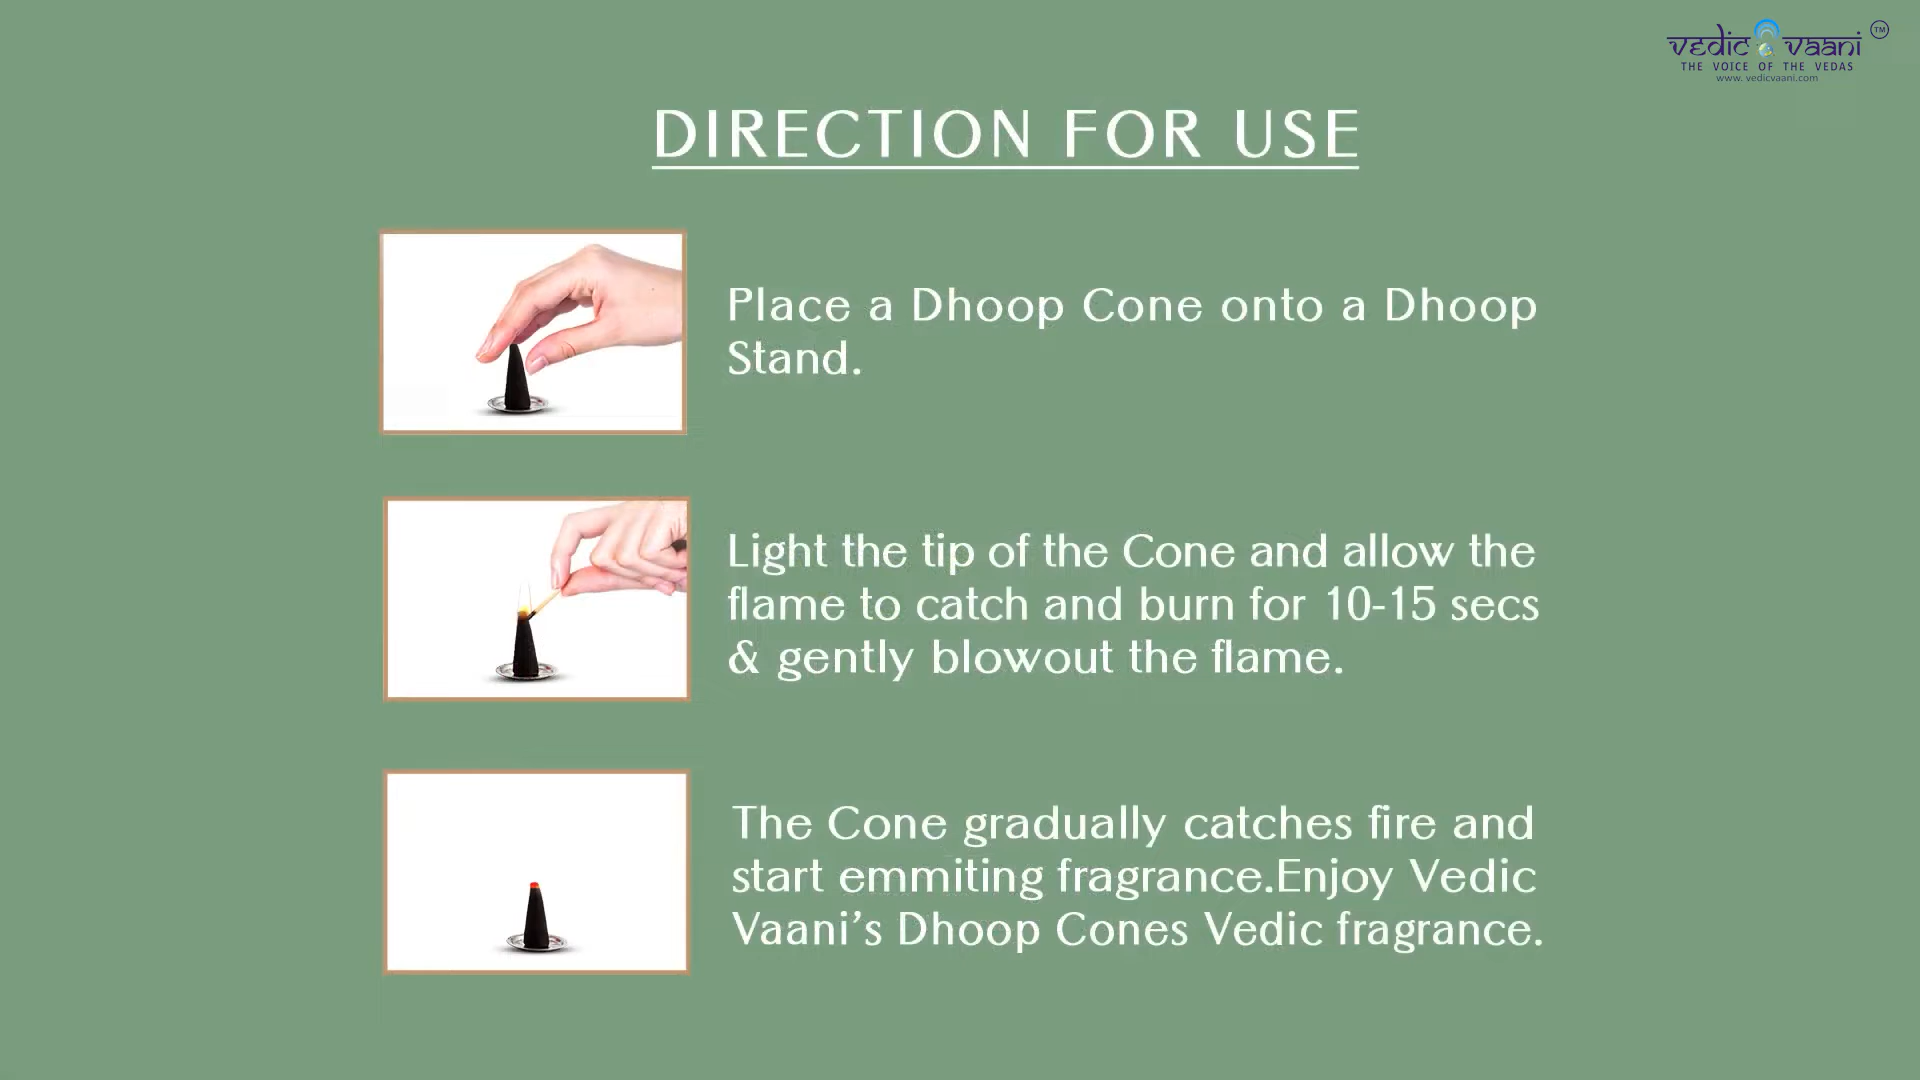 vedic vaani TM
THE VOICE OF THE VEDAS
www. vedicvaani.com
DIRECTION FOR USE
Place a Dhoop Cone onto a Dhoop
Stand.
Light the tip of the Cone and allow the
flame to catch and burn for 10-15 secs
& gently blowout the flame.
The Cone gradually catches fire and
start emmiting fragrance.Enjoy Vedic
Vaani’s Dhoop Cones Vedic fragrance.